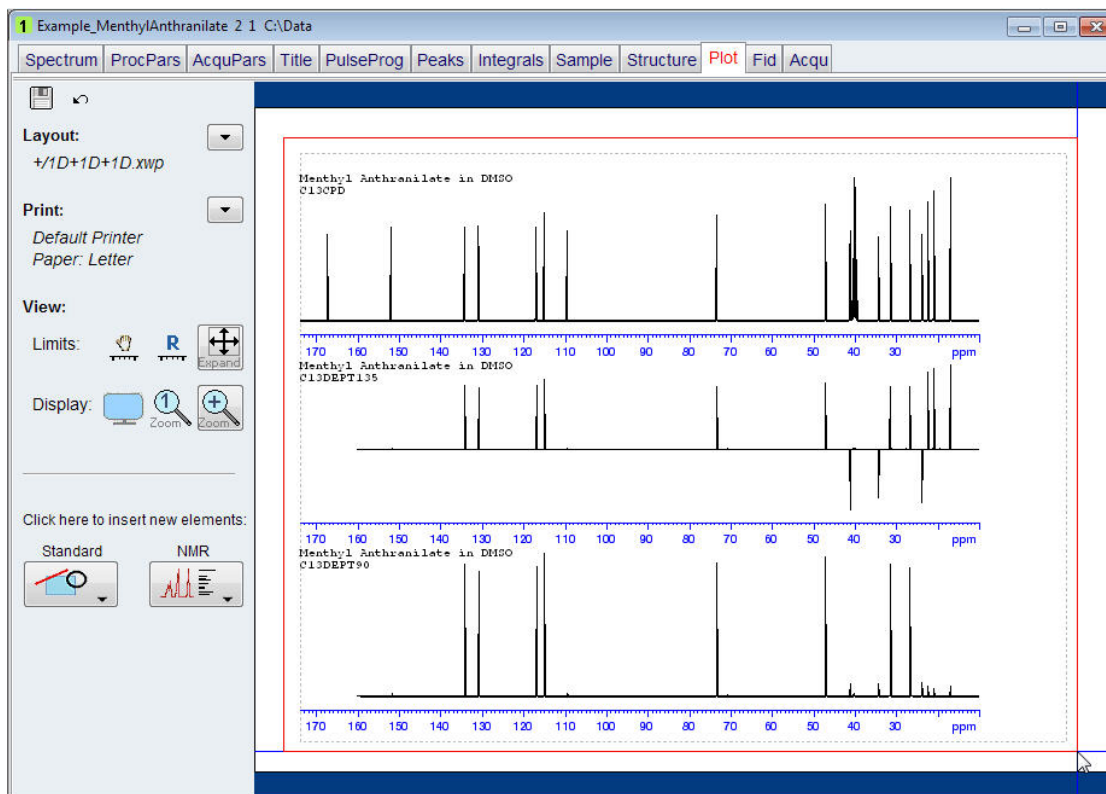 1 Example_MenthylAnthranilate 2 1 C:\Data
Spectrum ProcPars AcquPars Title PulseProg Peaks Integrals Sample Structure Plot Fid Acqu
Layout:
+/1D+1D+1D.xwp
Print:
Default Printer
Paper: Letter
View:
Limits: R Expand
Display: 1 Zoom + Zoom
Click here to insert new elements:
Standard NMR
Menthyl Anthranilate in DMSO
C13CPD
170 160 150 140 130 120 110 100 90 80 70 60 50 40 30 ppm
Menthyl Anthranilate in DMSO
C13DEPT135
170 160 150 140 130 120 110 100 90 80 70 60 50 40 30 ppm
Menthyl Anthranilate in DMSO
C13DEPT90
170 160 150 140 130 120 110 100 90 80 70 60 50 40 30 ppm